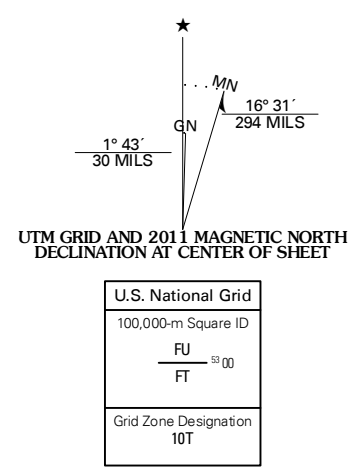 ★
MN
16° 31´
294 MILS
GN
1° 43´
30 MILS
UTM GRID AND 2011 MAGNETIC NORTH
DECLINATION AT CENTER OF SHEET
U.S. National Grid
100,000-m Square ID
FU
53 00
FT
Grid Zone Designation
10T